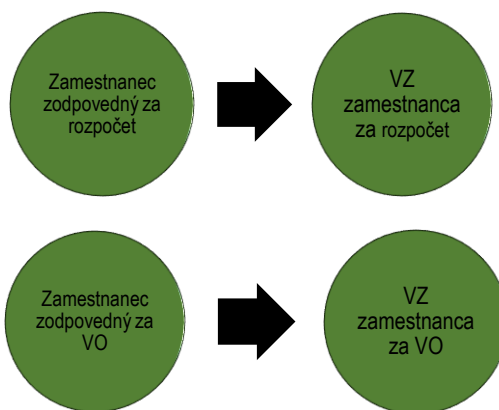 Zamestnanec
zodpovedný za
rozpočet
VZ
zamestnanca
za rozpočet
Zamestnanec
zodpovedný za
VO
VZ
zamestnanca
za VO